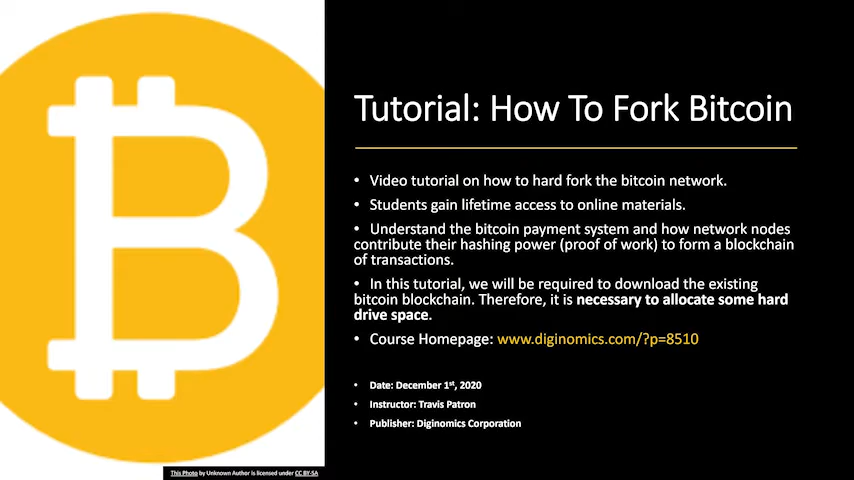 Tutorial: How To Fork Bitcoin
• Video tutorial on how to hard fork the bitcoin network.
• Students gain lifetime access to online materials.
• Understand the bitcoin payment system and how network nodes
contribute their hashing power (proof of work) to form a blockchain
of transactions.
• In this tutorial, we will be required to download the existing
bitcoin blockchain. Therefore, it is necessary to allocate some hard
drive space.
• Course Homepage: www.diginomics.com/?p=8510
• Date: December 1st, 2020
• Instructor: Travis Patron
• Publisher: Diginomics Corporation
This Photo by Unknown Author is licensed under CC BY-SA